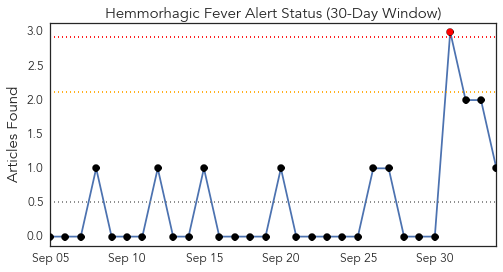 Hemmorhagic Fever Alert Status (30-Day Window)
Articles Found
3.0
2.5
2.0
1.5
1.0
0.5
0.0
Sep 05 Sep 10 Sep 15 Sep 20 Sep 25 Sep 30